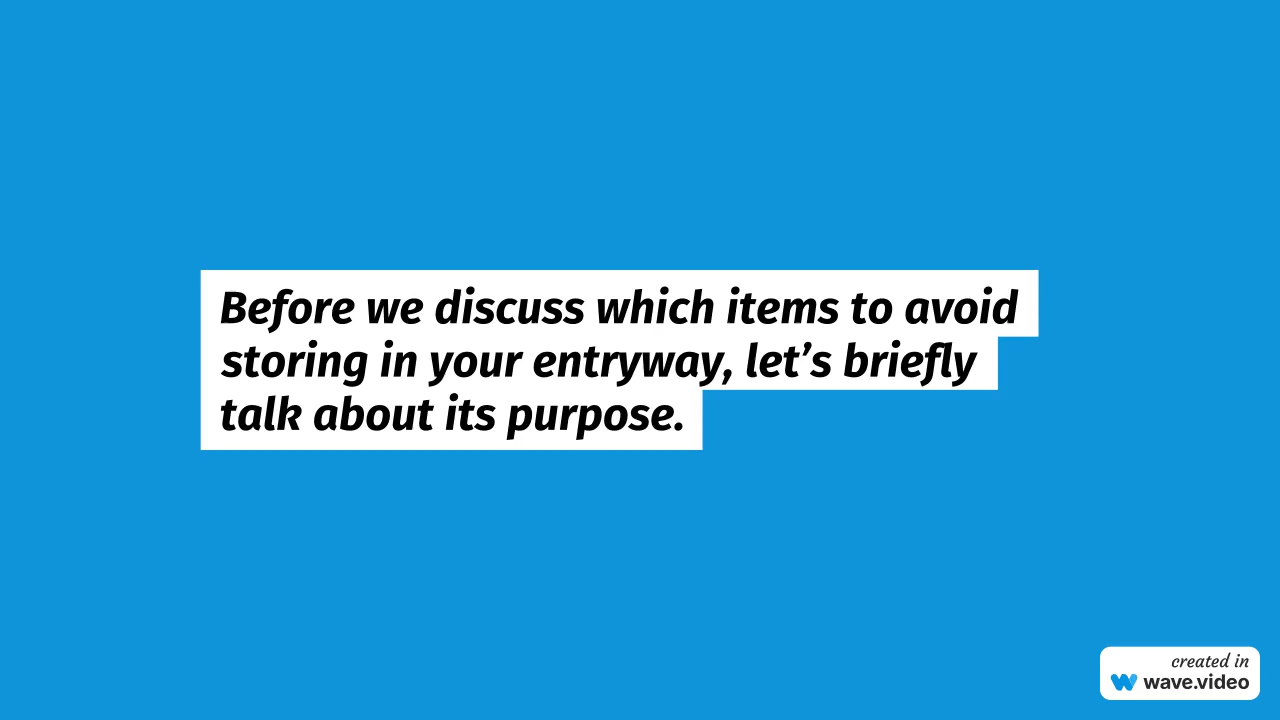 Before we discuss which items to avoid
storing in your entryway, let’s briefly
talk about its purpose.
created in
wave.video